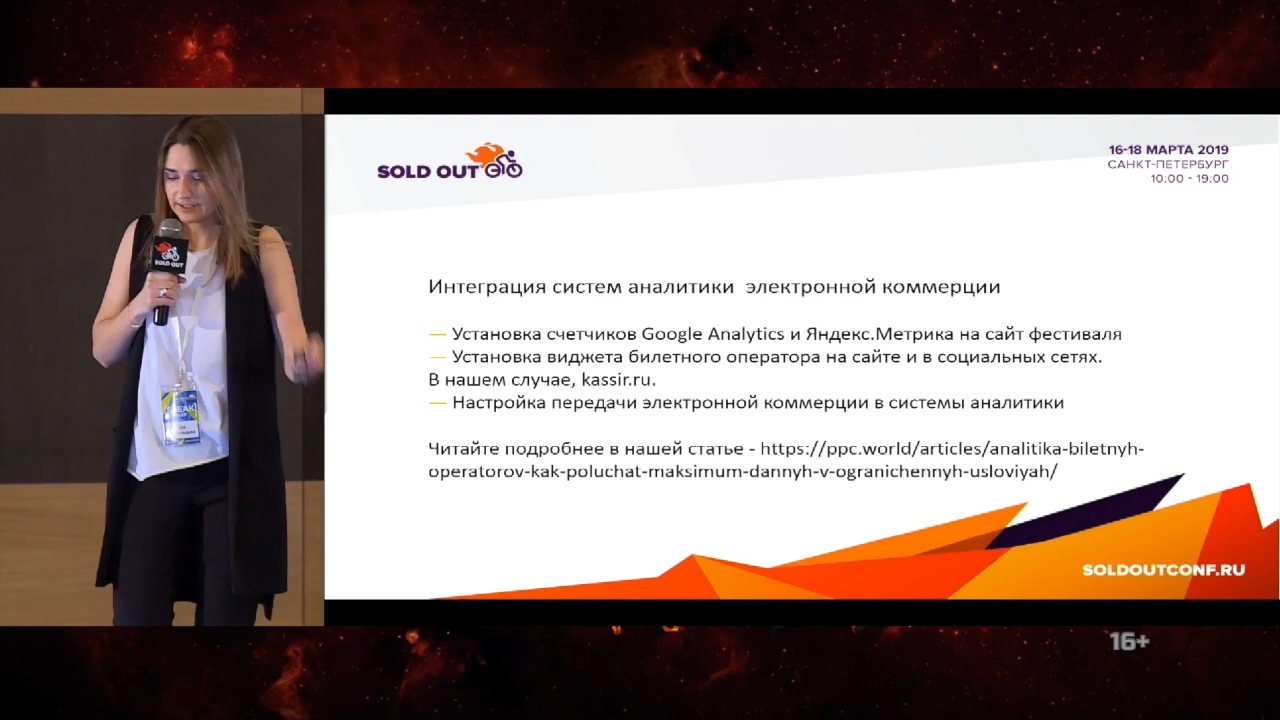 SOLD OUT
16-18 МАРТА 2019
САНКТ-ПЕТЕРБУРГ
10:00 - 19:00
SOLD OUT
Интеграция систем аналитики  электронной коммерции
— Установка счетчиков Google Analytics и Яндекс.Метрика на сайт фестиваля
— Установка виджета билетного оператора на сайте и в социальных сетях.
В нашем случае, kassir.ru.
— Настройка передачи электронной коммерции в системы аналитики
Читайте подробнее в нашей статье - https://ppc.world/articles/analitika-biletnyh-
operatorov-kak-poluchat-maksimum-dannyh-v-ogranichennyh-usloviyah/
SOLDOUTCONF.RU
16+